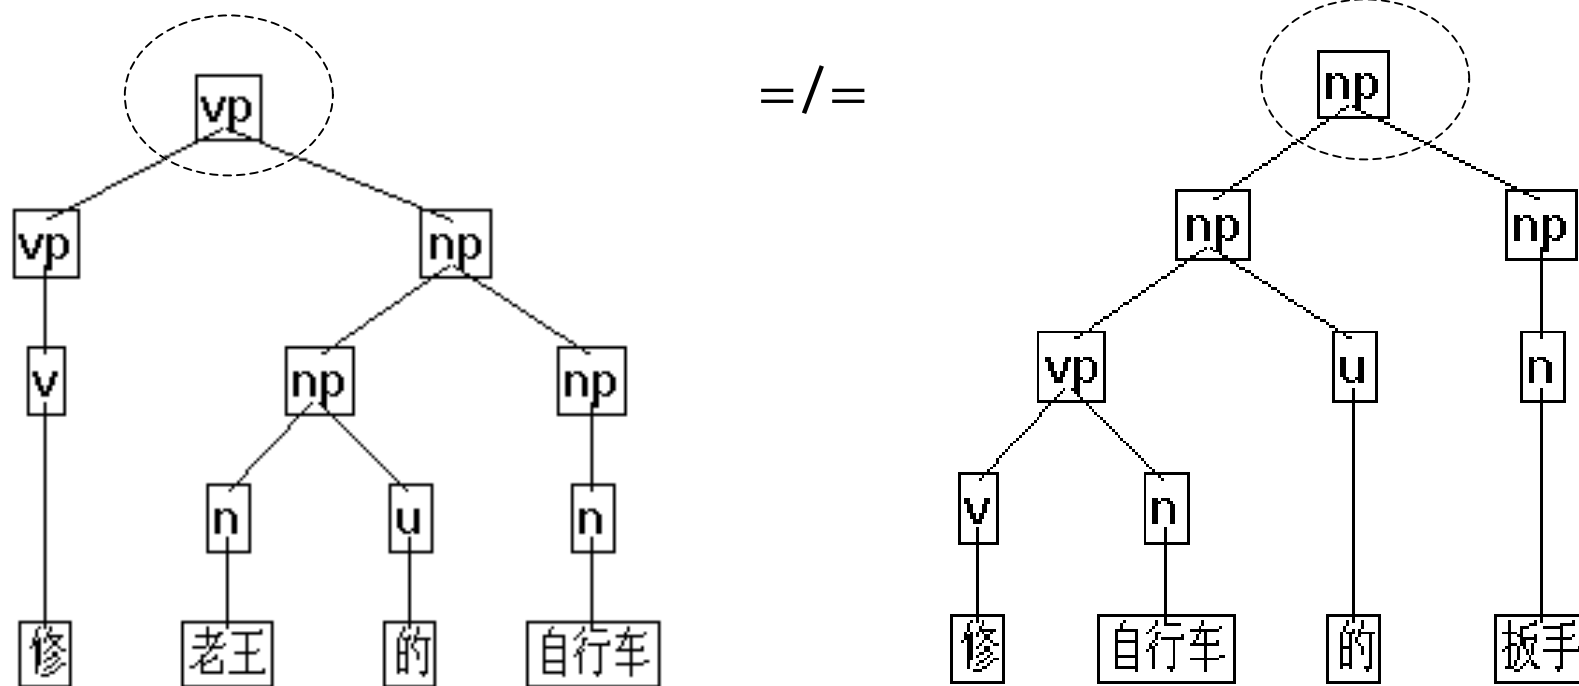 vp =/= np
vp np np np
np np vp u n
v
n u n v n
修 老王 的 自行车 修 自行车 的 扳手